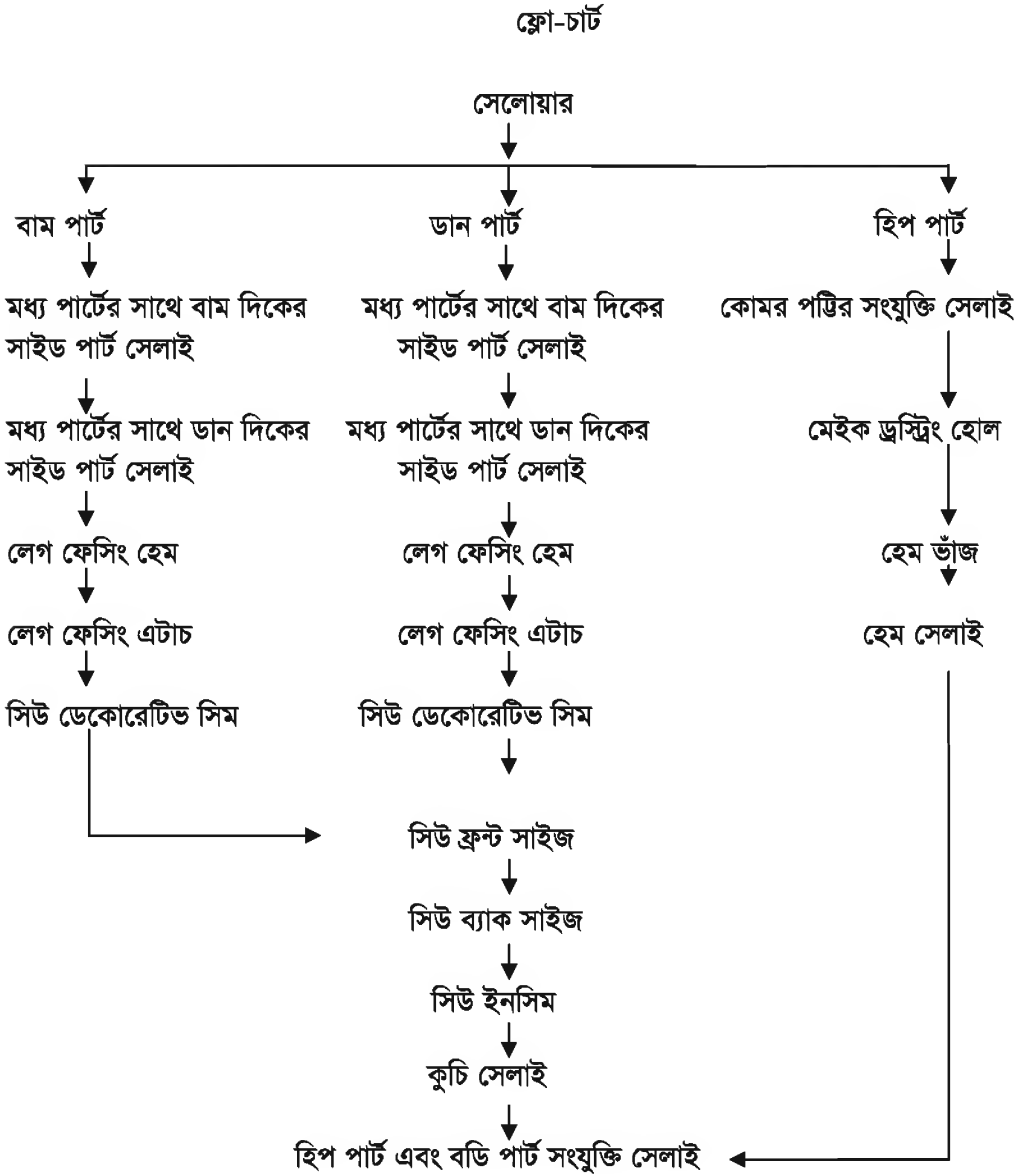 ফ্লো-চার্ট
সেলোয়ার
বাম পার্ট
ডান পার্ট
হিপ পার্ট
মধ্য পার্টের সাথে বাম দিকের
সাইড পার্ট সেলাই
মধ্য পার্টের সাথে বাম দিকের
সাইড পার্ট সেলাই
কোমর পট্টির সংযুক্তি সেলাই
মধ্য পার্টের সাথে ডান দিকের
সাইড পার্ট সেলাই
মধ্য পার্টের সাথে ডান দিকের
সাইড পার্ট সেলাই
মেইক ড্রস্ট্রিং হোল
লেগ ফেসিং হেম
লেগ ফেসিং হেম
হেম ভাঁজ
লেগ ফেসিং এটাচ
লেগ ফেসিং এটাচ
হেম সেলাই
সিউ ডেকোরেটিভ সিম
সিউ ডেকোরেটিভ সিম
সিউ ফ্রন্ট সাইজ
সিউ ব্যাক সাইজ
সিউ ইনসিম
কুচি সেলাই
হিপ পার্ট এবং বডি পার্ট সংযুক্তি সেলাই